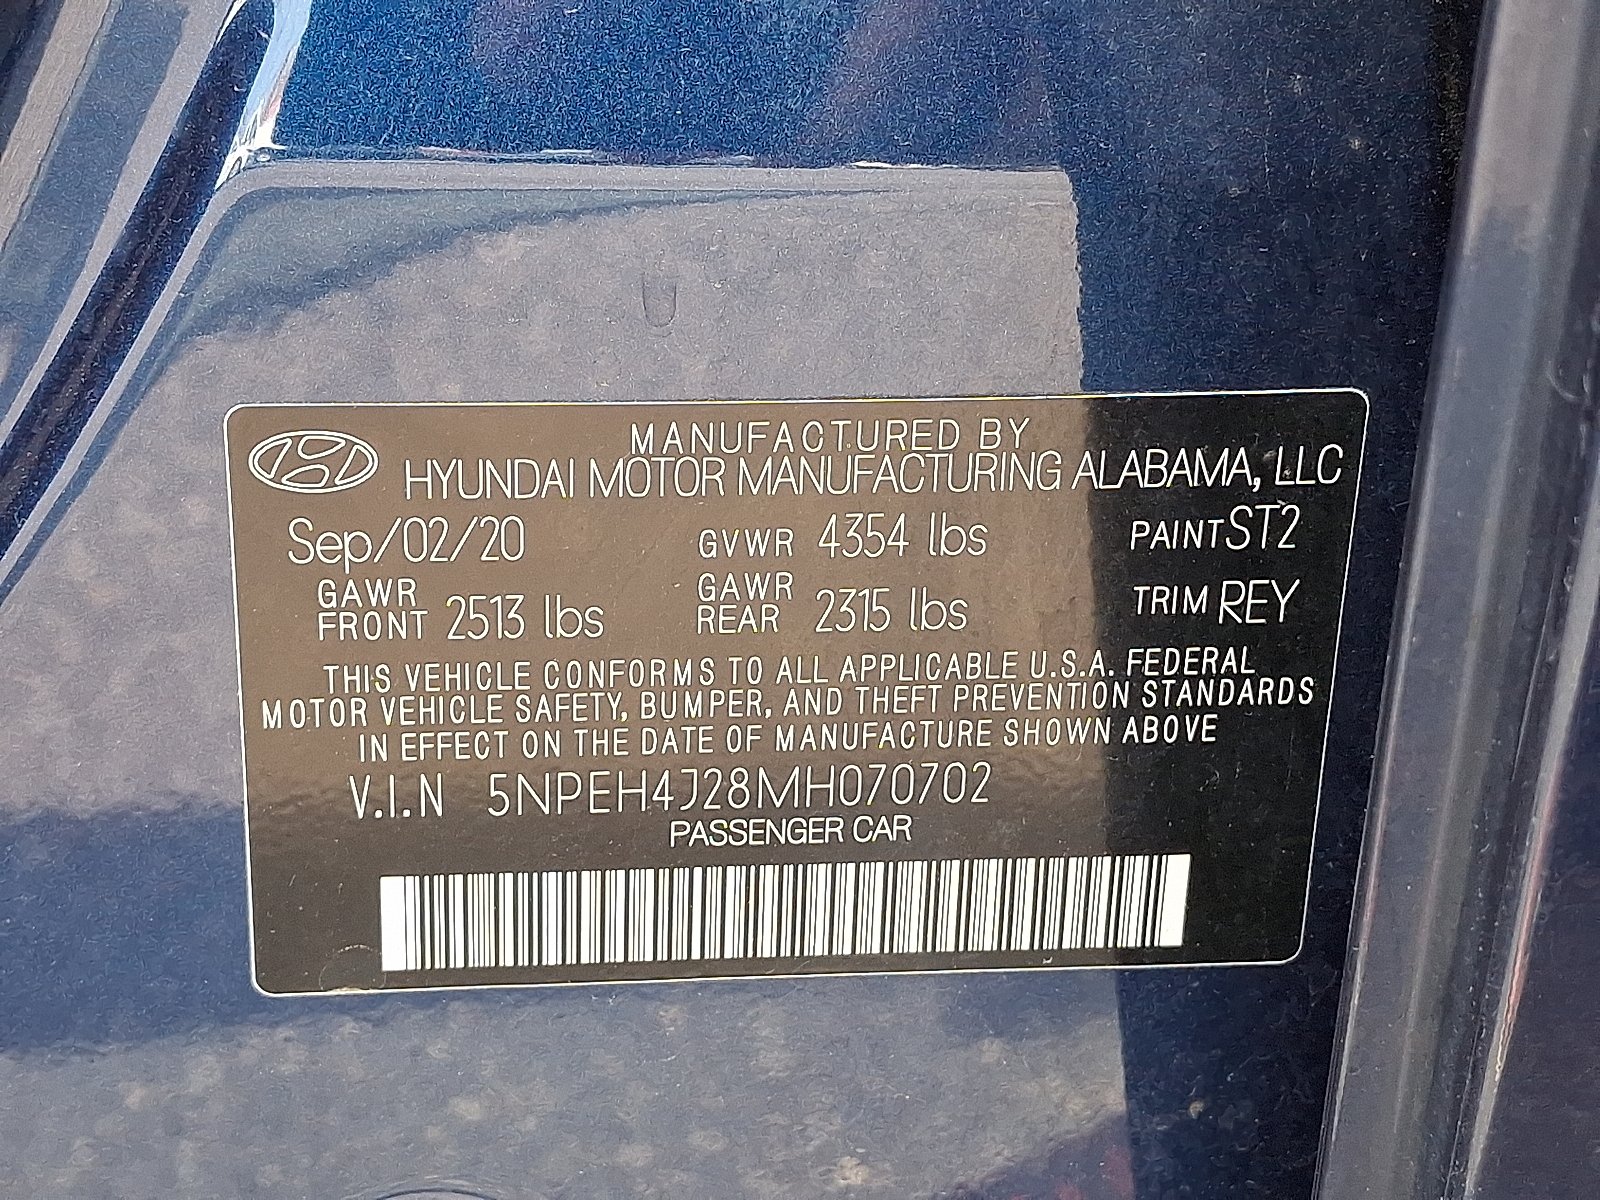 MANUFACTURED BY
HYUNDAI MOTOR MANUFACTURING ALABAMA, LLC
Sep/02/20 GVWR 4354 lbs PAINT ST2
GAWR FRONT 2513 lbs GAWR REAR 2315 lbs TRIM REY
THIS VEHICLE CONFORMS TO ALL APPLICABLE U.S.A. FEDERAL
MOTOR VEHICLE SAFETY, BUMPER, AND THEFT PREVENTION STANDARDS
IN EFFECT ON THE DATE OF MANUFACTURE SHOWN ABOVE
V.I.N 5NPEH4J28MH070702
PASSENGER CAR